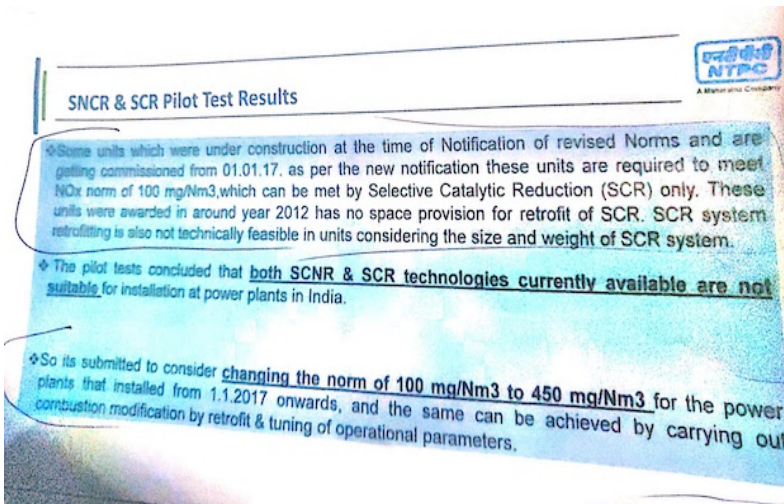 एनटीपीसी
NTPC
A Maharatna Company
SNCR & SCR Pilot Test Results
❖Some units which were under construction at the time of Notification of revised Norms and are
getting commissioned from 01.01.17. as per the new notification these units are required to meet
NOx norm of 100 mg/Nm3,which can be met by Selective Catalytic Reduction (SCR) only. These
units were awarded in around year 2012 has no space provision for retrofit of SCR. SCR system
retrofitting is also not technically feasible in units considering the size and weight of SCR system.
❖ The pilot tests concluded that both SCNR & SCR technologies currently available are not
suitable for installation at power plants in India.
❖So its submitted to consider changing the norm of 100 mg/Nm3 to 450 mg/Nm3 for the power
plants that installed from 1.1.2017 onwards, and the same can be achieved by carrying out
combustion modification by retrofit & tuning of operational parameters.